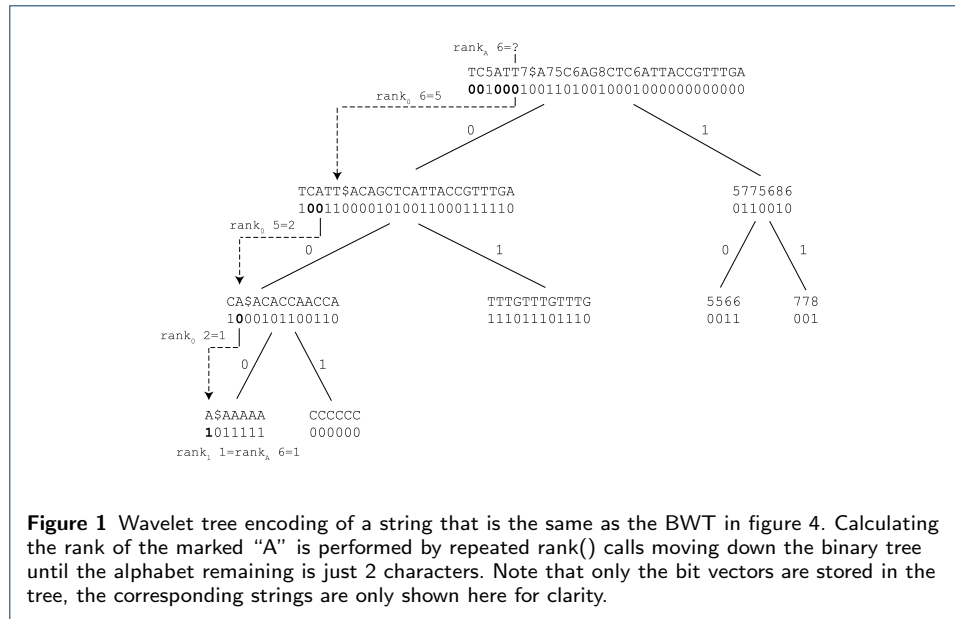 rank_A 6=?
TC5ATT7$A75C6AG8CTC6ATTACCGTTTGA
00100010011010010001000000000000
rank_0 6=5
0
1
TCATT$ACAGCTCATTACCGTTTGA
1001100001010011000111110
5775686
0110010
rank_0 5=2
0
1
0
1
CA$ACACCAACCA
1000101100110
TTTGTTTGTTTG
111011101110
5566
0011
778
001
rank_0 2=1
0
1
A$AAAAA
1011111
CCCCCC
000000
rank_1 1=rank_A 6=1
Figure 1 Wavelet tree encoding of a string that is the same as the BWT in figure 4. Calculating
the rank of the marked “A” is performed by repeated rank() calls moving down the binary tree
until the alphabet remaining is just 2 characters. Note that only the bit vectors are stored in the
tree, the corresponding strings are only shown here for clarity.